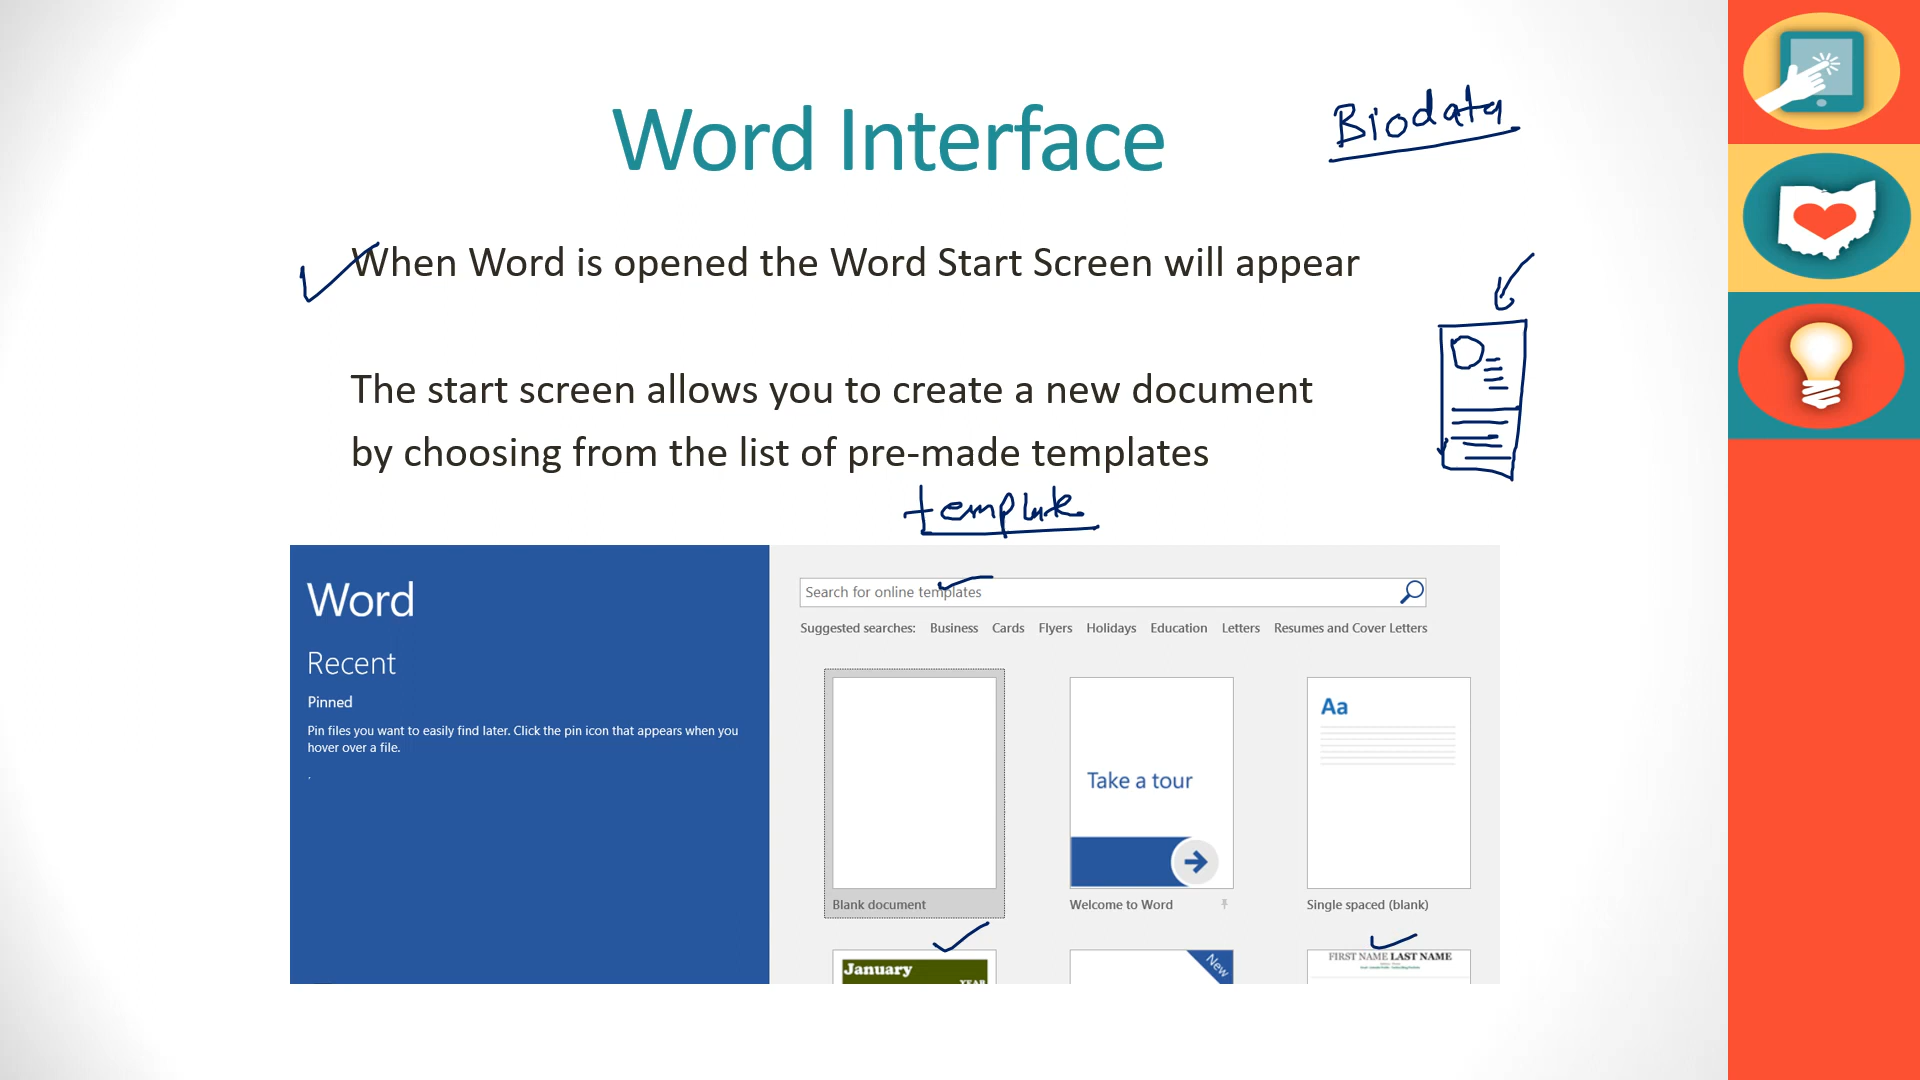 Word Interface
Biodata
When Word is opened the Word Start Screen will appear
The start screen allows you to create a new document
by choosing from the list of pre-made templates
template
Word
Recent
Pinned
Pin files you want to easily find later. Click the pin icon that appears when you
hover over a file.
Search for online templates
Suggested searches: Business Cards Flyers Holidays Education Letters Resumes and Cover Letters
Take a tour
Aa
Blank document
Welcome to Word
Single spaced (blank)
January
YEAR
New
FIRST NAME LAST NAME